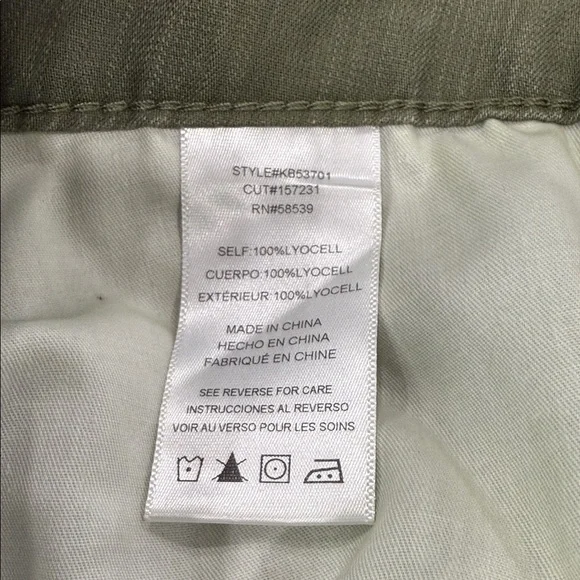 STYLE#KB53701
CUT#157231
RN#58539
SELF:100%LYOCELL
CUERPO:100%LYOCELL
EXTÉRIEUR:100%LYOCELL
MADE IN CHINA
HECHO EN CHINA
FABRIQUÉ EN CHINE
SEE REVERSE FOR CARE
INSTRUCCIONES AL REVERSO
VOIR AU VERSO POUR LES SOINS